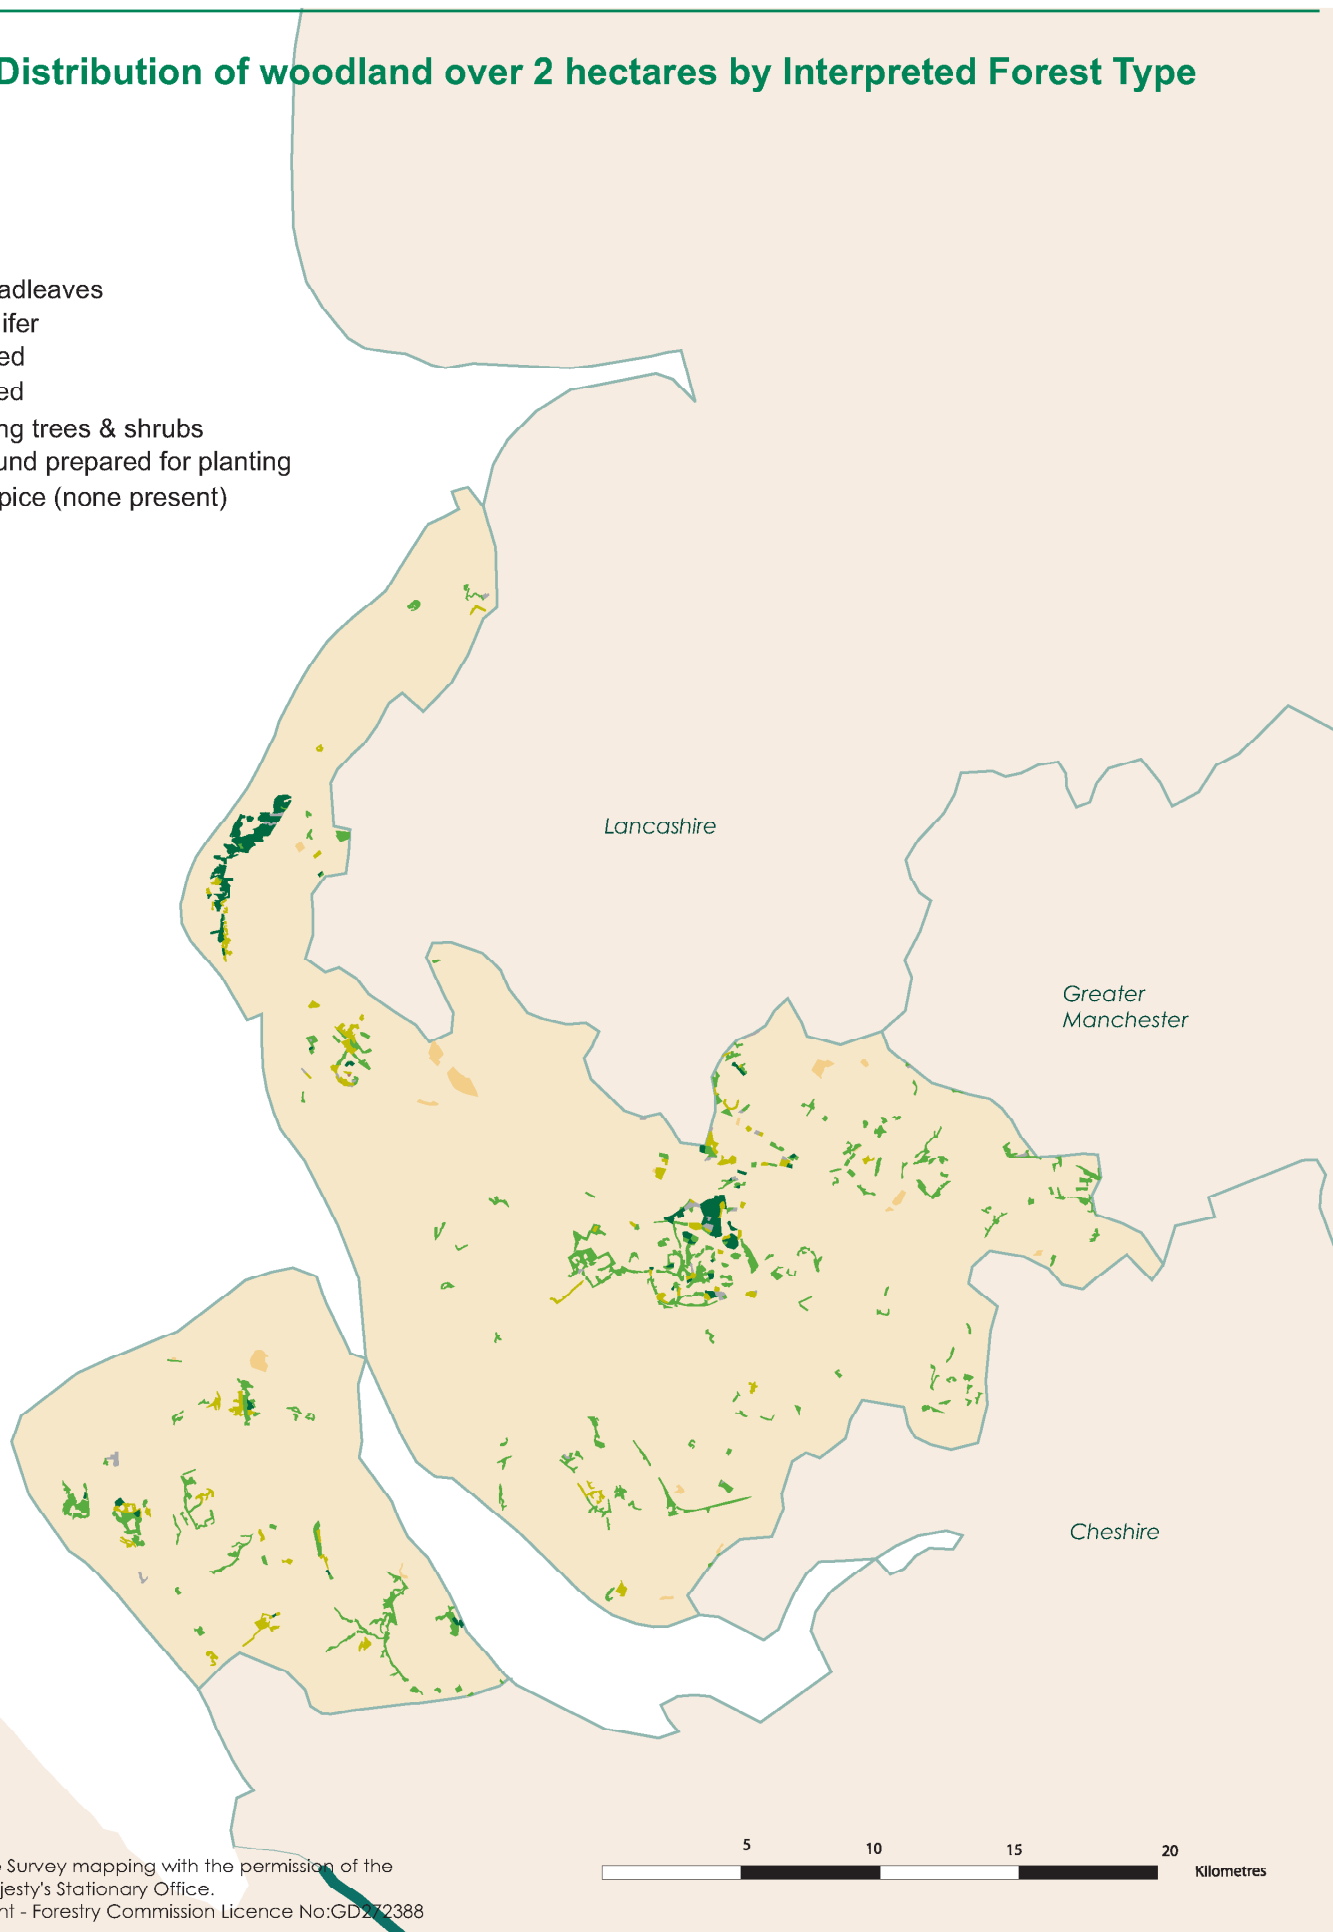 Distribution of woodland over 2 hectares by Interpreted Forest Type
adleaves
ifer
ed
ed
ng trees & shrubs
und prepared for planting
pice (none present)
Lancashire
Greater
Manchester
Cheshire
5 10 15 20
Kilometres
e Survey mapping with the permission of the
jesty's Stationary Office.
nt - Forestry Commission Licence No:GD272388